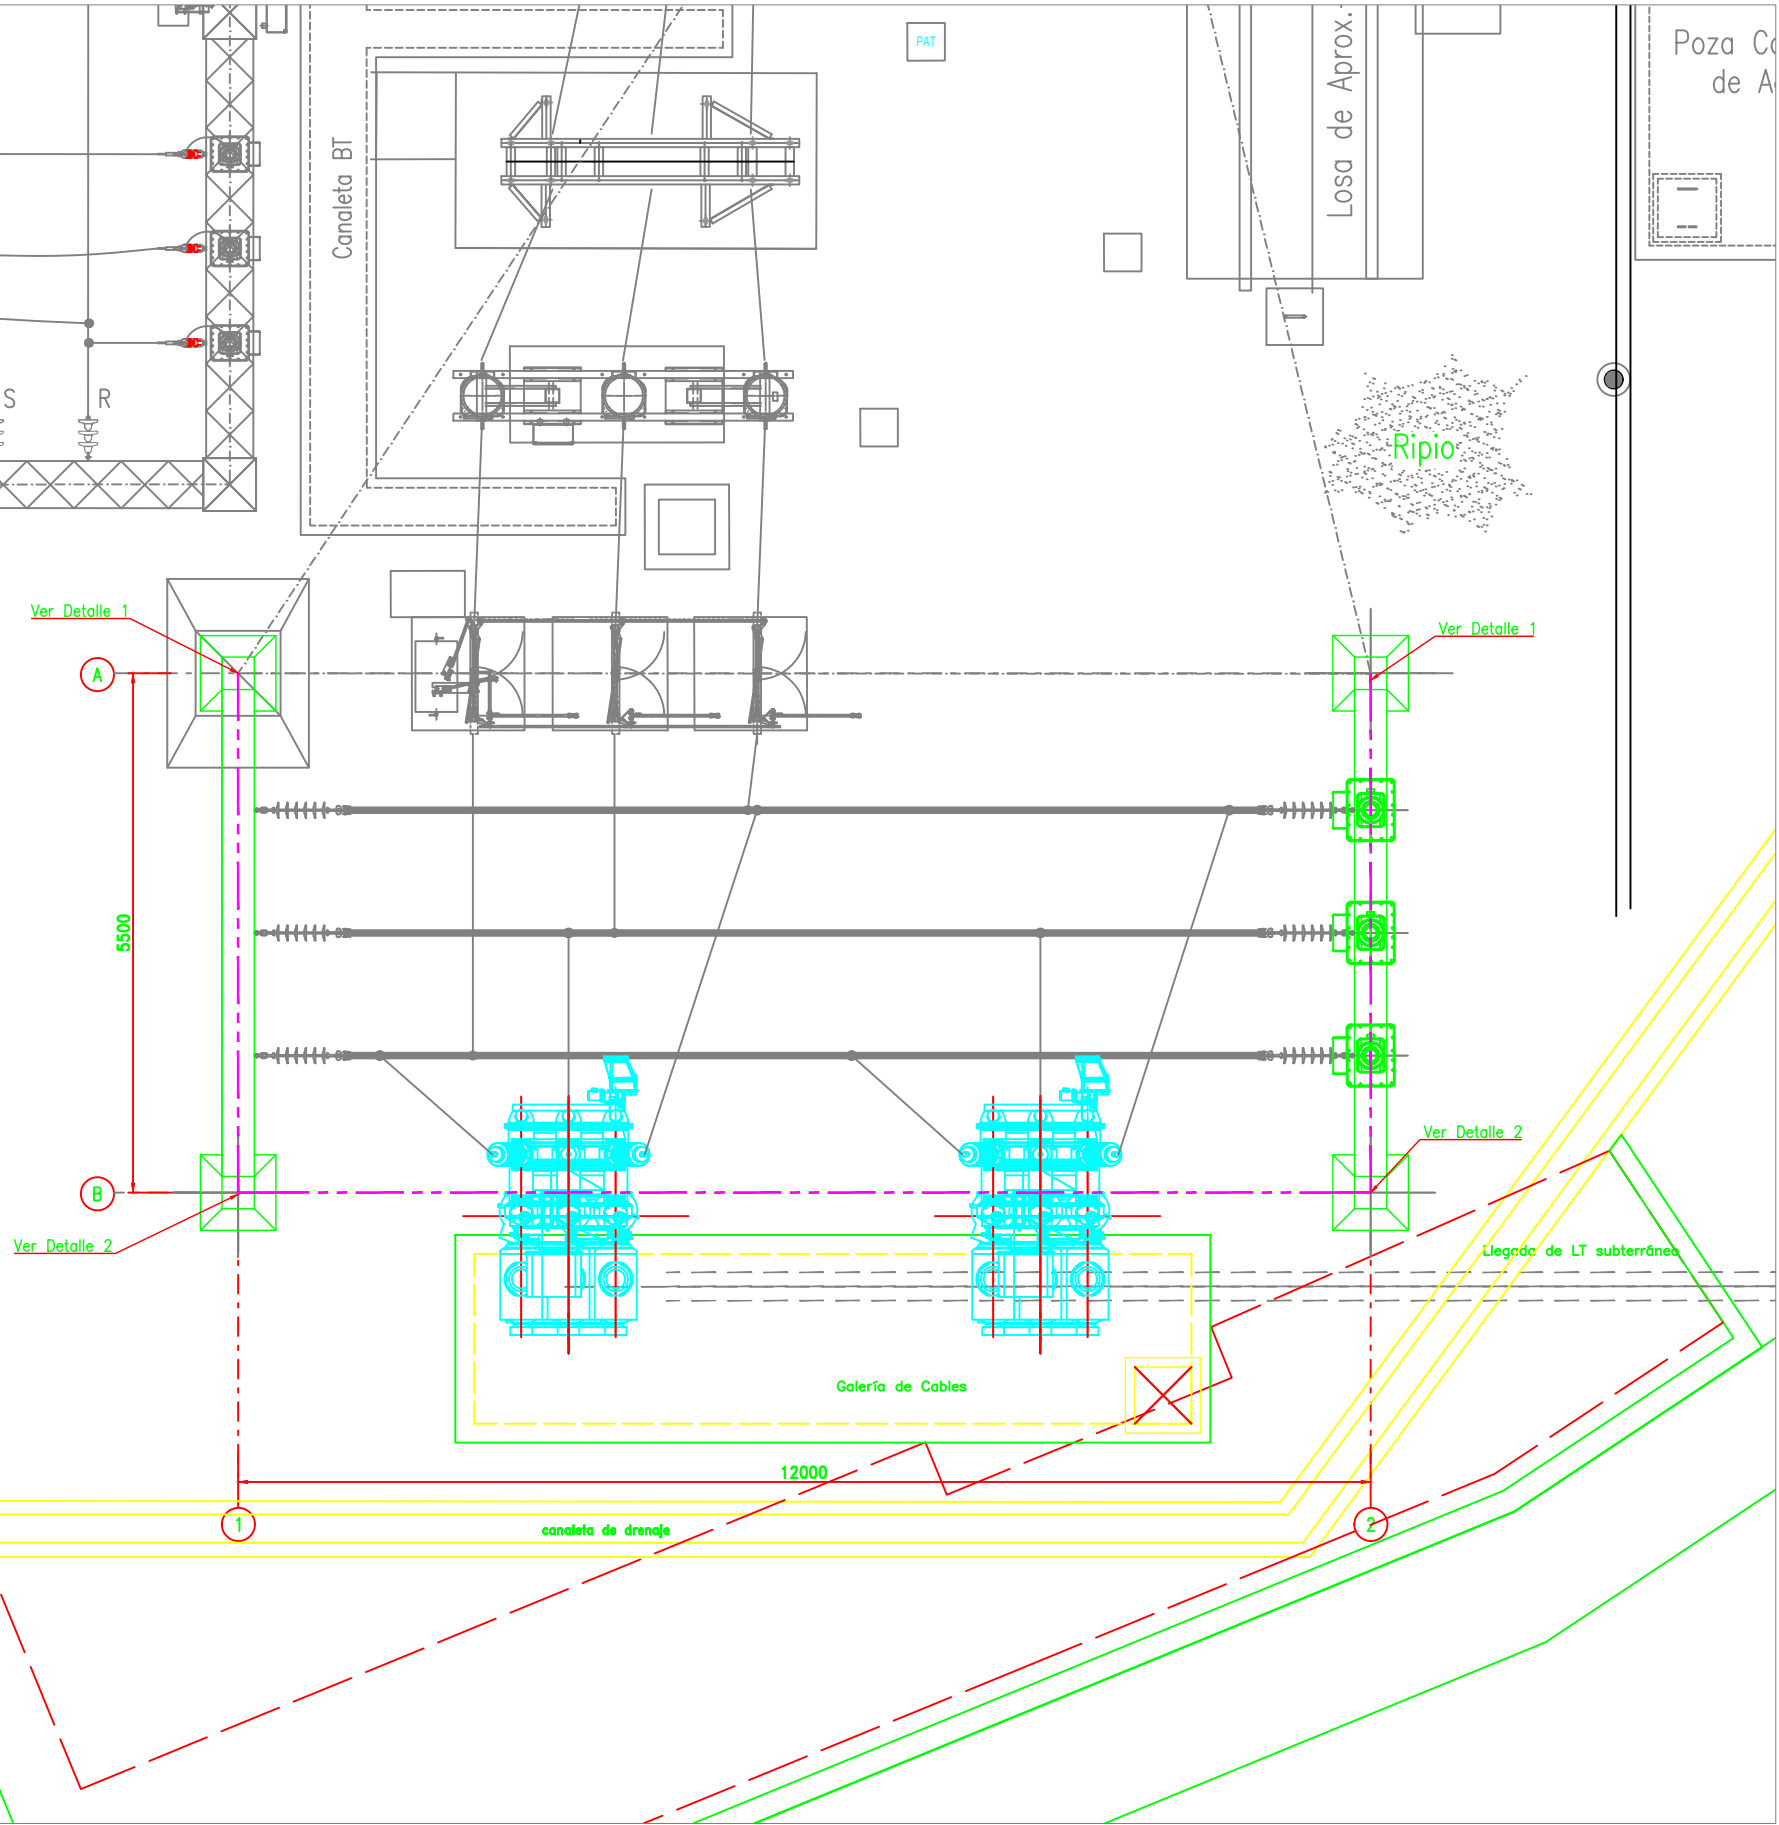 PAT
Poza
de
Losa de Aprox.
Canaleta BT
S
R
Ripio
Ver Detalle 1
Ver Detalle 1
A
5500
Ver Detalle 2
B
Ver Detalle 2
Llegada de LT subterráneo
Galería de Cables
12000
1
canaleta de drenaje
2